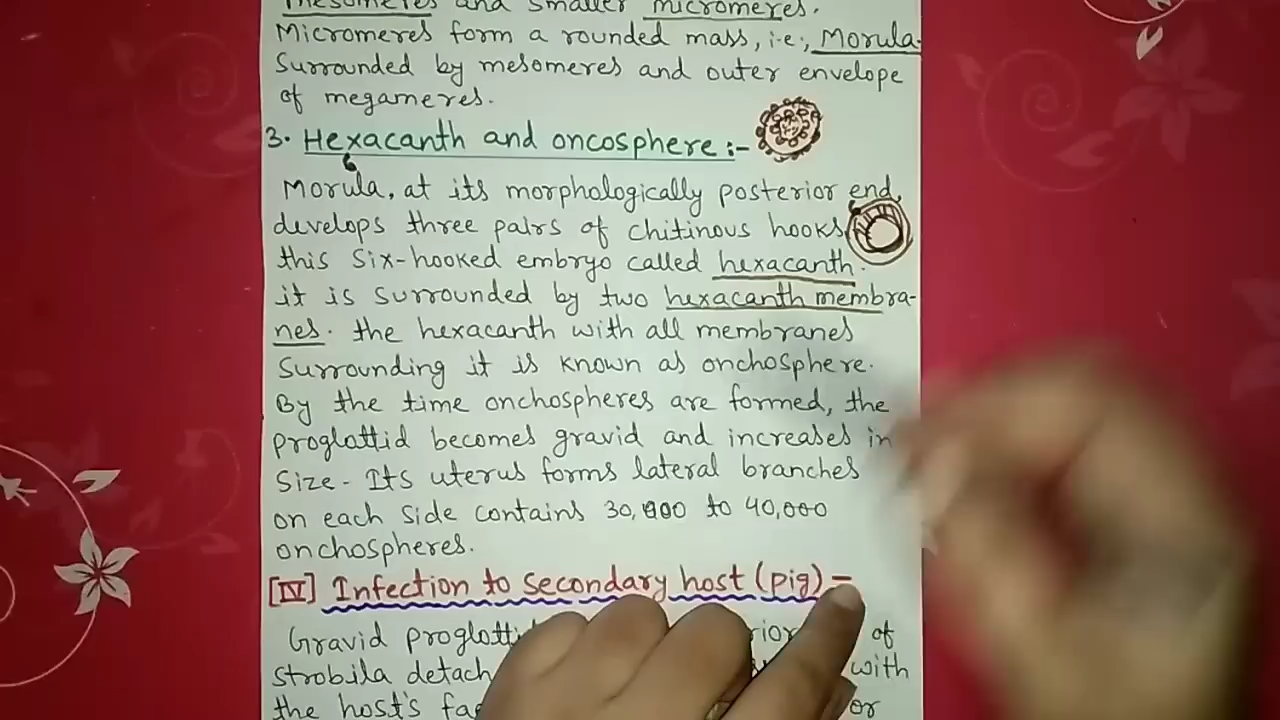 mesomeres and smaller micromeres.
Micromeres form a rounded mass, i.e., Morula.
Surrounded by mesomeres and outer envelope
of megameres.
3. Hexacanth and oncosphere :-
6
Morula, at its morphologically posterior end,
develops three pairs of chitinous hooks,
this Six-hooked embryo called hexacanth.
it is surrounded by two hexacanth membra-
nes. the hexacanth with all membranes
Surrounding it is known as onchosphere.
By the time onchospheres are formed, the
proglottid becomes gravid and increases in
Size - Its uterus forms lateral branches
on each Side contains 30,000 to 40,000
onchospheres.
[IV] Infection to secondary host (pig) -
Gravid of
strobila detach with
the host's or